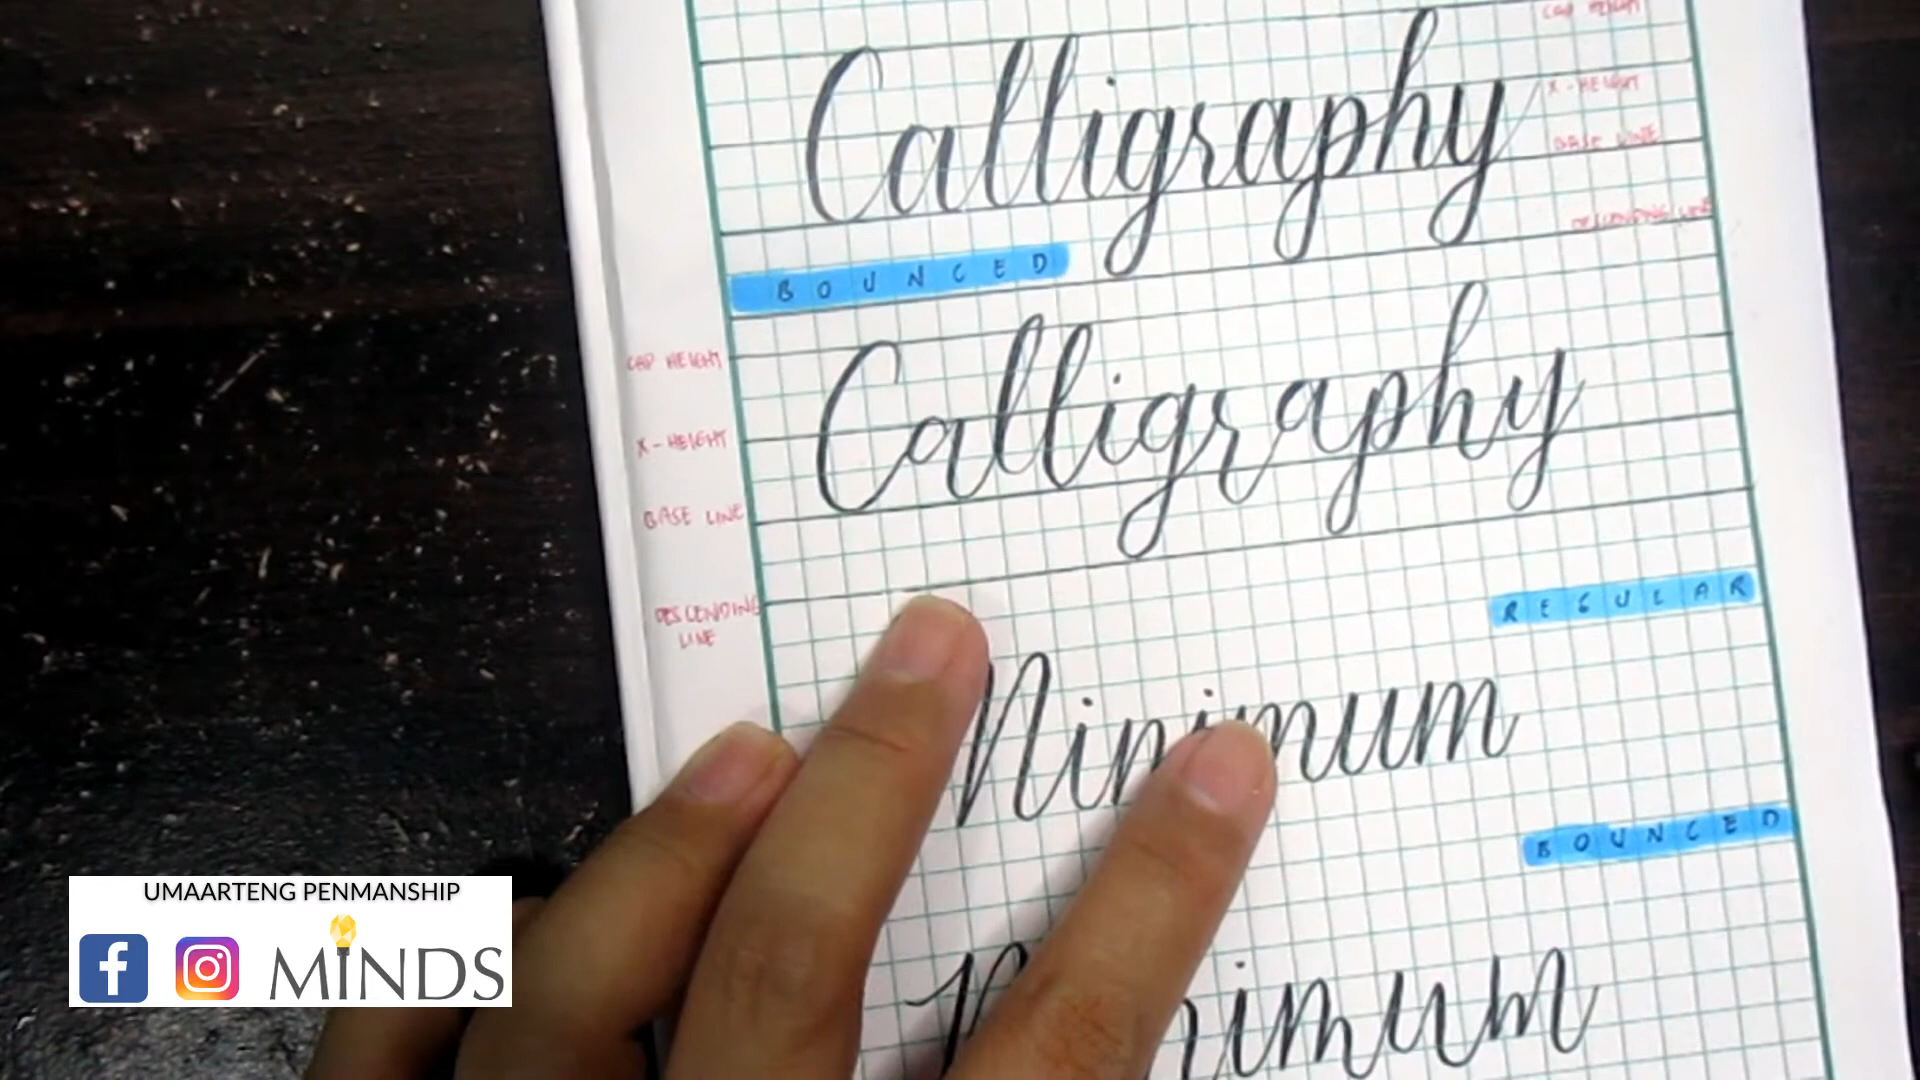 CAP HEIGHT
Calligraphy
X - HEIGHT
BASE LINE
DESCENDING LINE
BOUNCED
CAP HEIGHT
Calligraphy
X - HEIGHT
BASE LINE
DESCENDING
LINE
REGULAR
Minimum
BOUNCED
UMAARTENG PENMANSHIP
MINDS